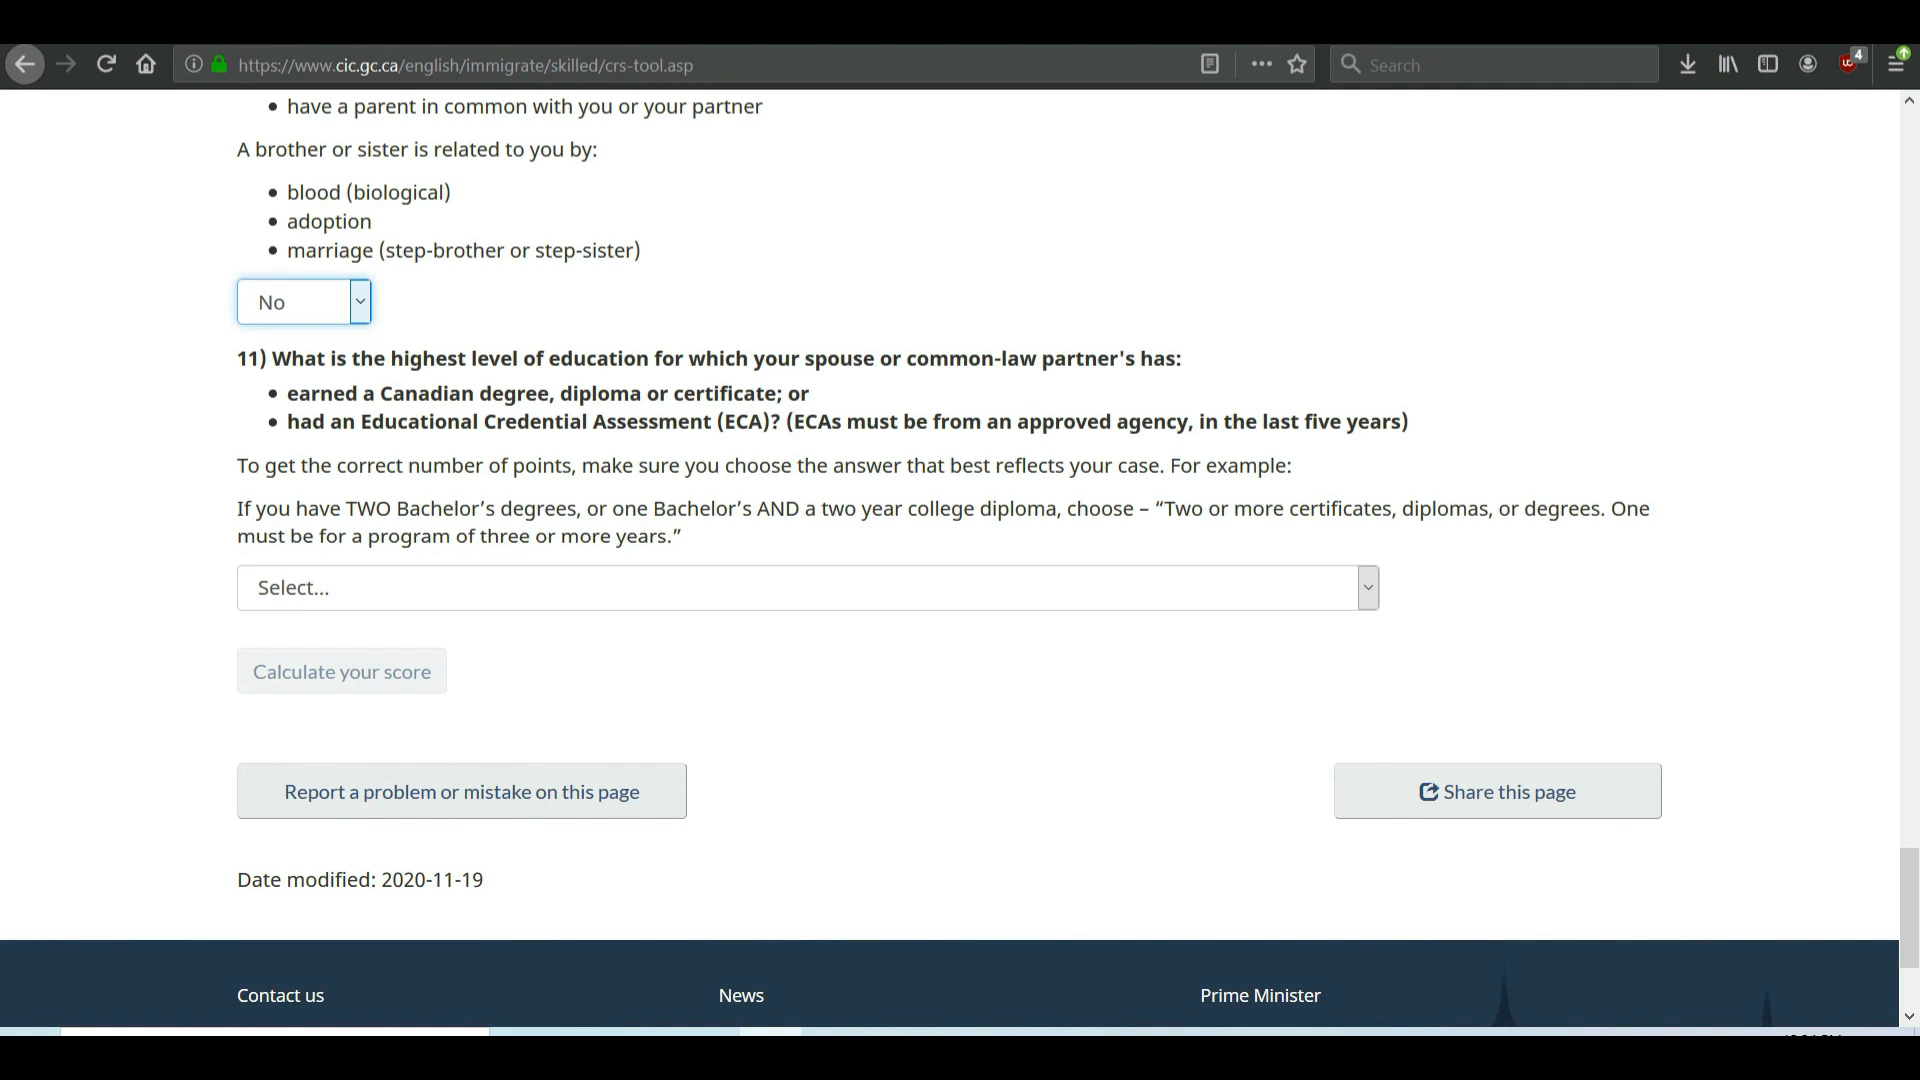 https://www.cic.gc.ca/english/immigrate/skilled/crs-tool.asp
Search
4
• have a parent in common with you or your partner
A brother or sister is related to you by:
• blood (biological)
• adoption
• marriage (step-brother or step-sister)
No
11) What is the highest level of education for which your spouse or common-law partner's has:
• earned a Canadian degree, diploma or certificate; or
• had an Educational Credential Assessment (ECA)? (ECAs must be from an approved agency, in the last five years)
To get the correct number of points, make sure you choose the answer that best reflects your case. For example:
If you have TWO Bachelor’s degrees, or one Bachelor’s AND a two year college diploma, choose – “Two or more certificates, diplomas, or degrees. One
must be for a program of three or more years.”
Select...
Calculate your score
Report a problem or mistake on this page
Share this page
Date modified: 2020-11-19
Contact us
News
Prime Minister